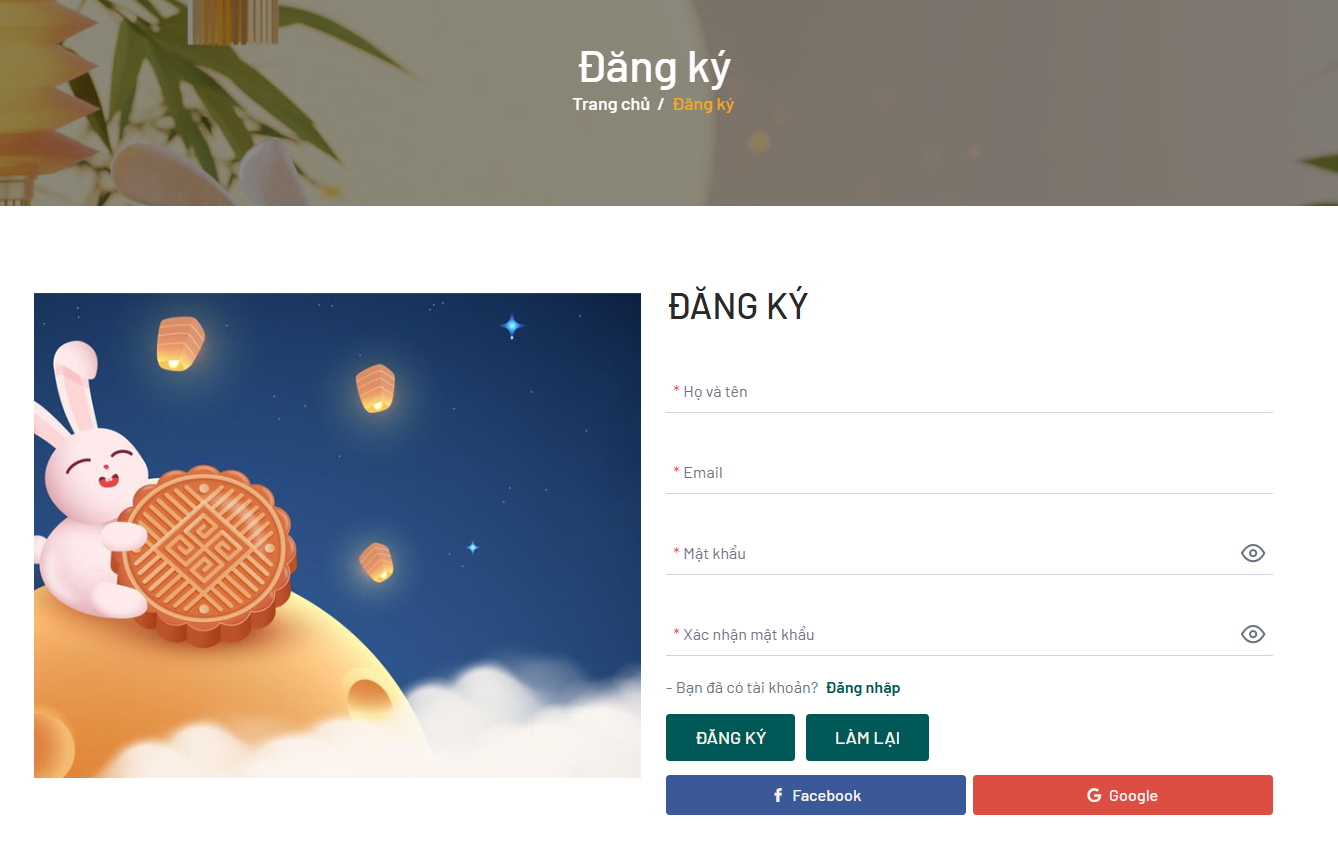 Đăng ký
Trang chủ / Đăng ký
ĐĂNG KÝ
* Họ và tên
* Email
* Mật khẩu
* Xác nhận mật khẩu
- Bạn đã có tài khoản? Đăng nhập
ĐĂNG KÝ LÀM LẠI
Facebook Google